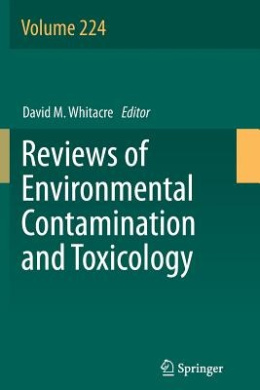 Volume 224
David M. Whitacre Editor
Reviews of
Environmental
Contamination
and Toxicology
Springer